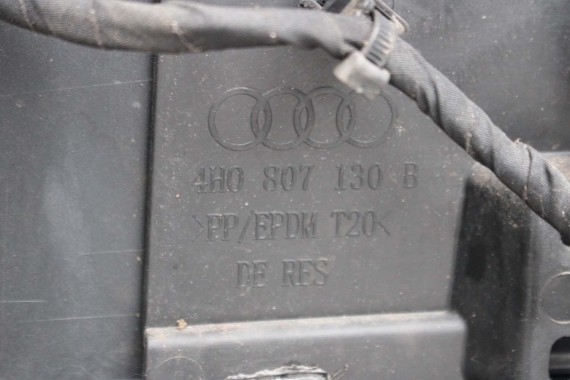 4H0 807 130 B
>PP/EPDM T20<
DE RES